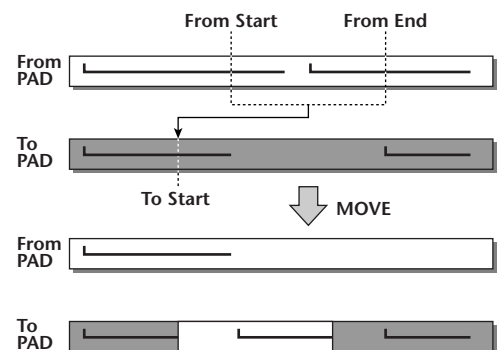 From Start From End
From
PAD
To
PAD
To Start
MOVE
From
PAD
To
PAD